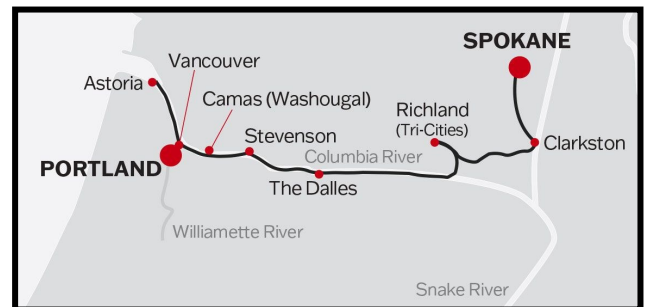 SPOKANE
Vancouver
Astoria
Camas (Washougal)
Richland
(Tri-Cities)
Stevenson
Clarkston
Columbia River
PORTLAND
The Dalles
Williamette River
Snake River